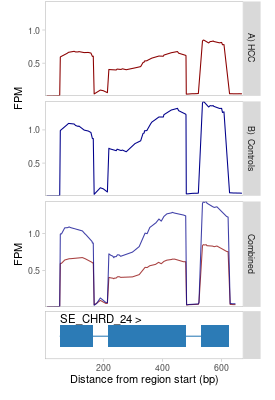 FPM
1.0
0.5
A) HCC
1.0
0.5
B) Controls
FPM
1.0
0.5
Combined
SE_CHRD_24 >
0
200
400
600
Distance from region start (bp)